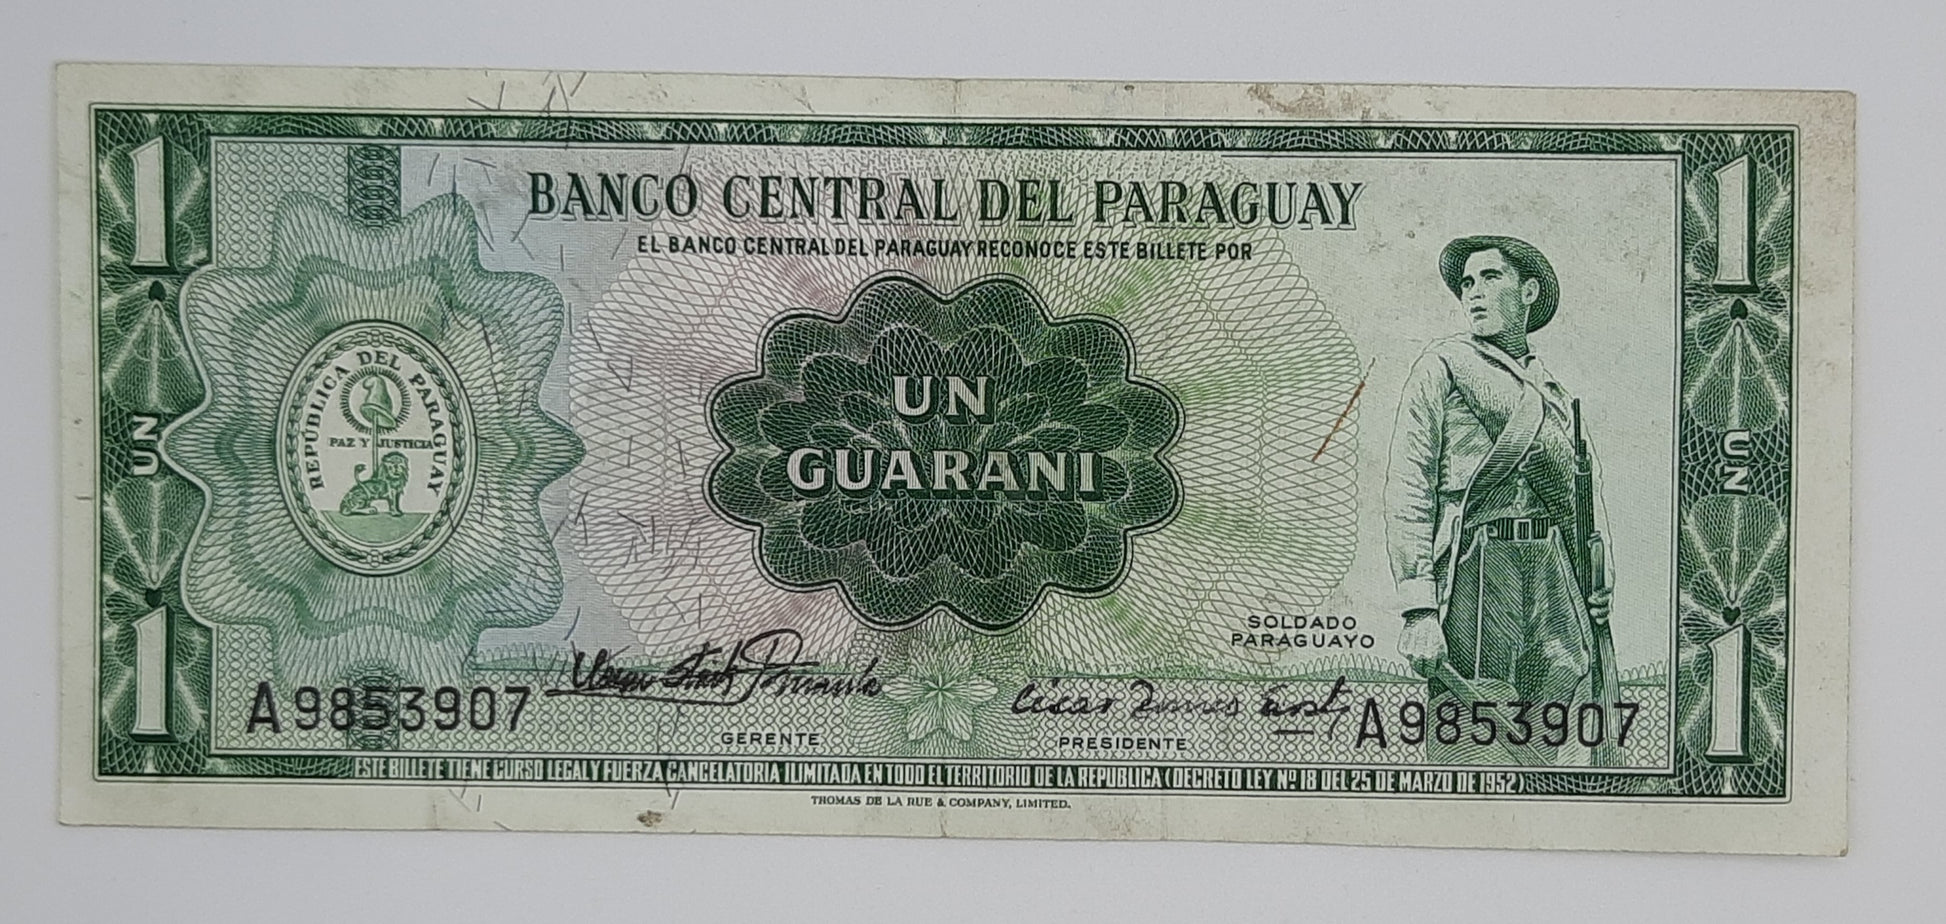 1
1
BANCO CENTRAL DEL PARAGUAY
EL BANCO CENTRAL DEL PARAGUAY RECONOCE ESTE BILLETE POR
UN
GUARANI
REPÚBLICA DEL PARAGUAY
PAZ Y JUSTICIA
UN
UN
SOLDADO
PARAGUAYO
1
A9853907
GERENTE
PRESIDENTE
A9853907
1
ESTE BILLETE TIENE CURSO LEGAL Y FUERZA CANCELATORIA ILIMITADA EN TODO EL TERRITORIO DE LA REPUBLICA (DECRETO LEY Nº 18 DEL 25 DE MARZO DE 1952)
THOMAS DE LA RUE & COMPANY, LIMITED.